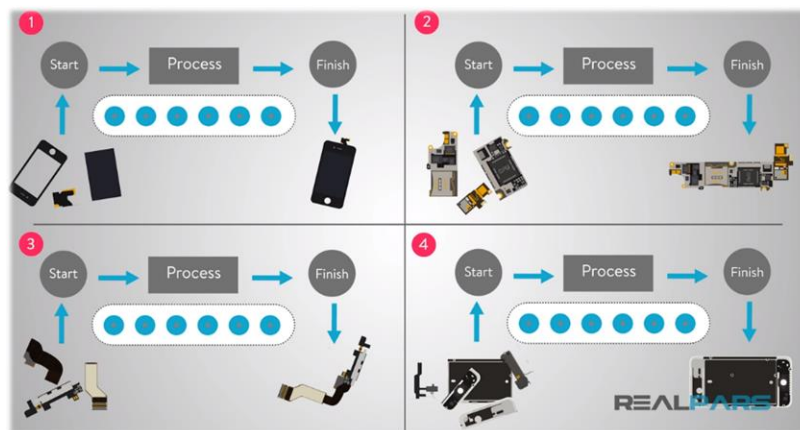 1
Start
Process
Finish
2
Start
Process
Finish
3
Start
Process
Finish
4
Start
Process
Finish
REALPARS